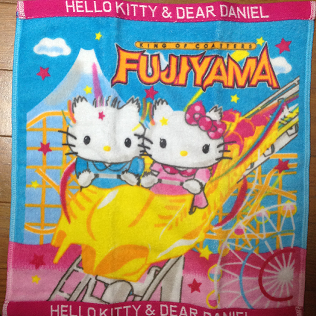 HELLO KITTY & DEAR DANIEL
KING OF COASTERS
FUJIYAMA
HELLO KITTY & DEAR DANIEL